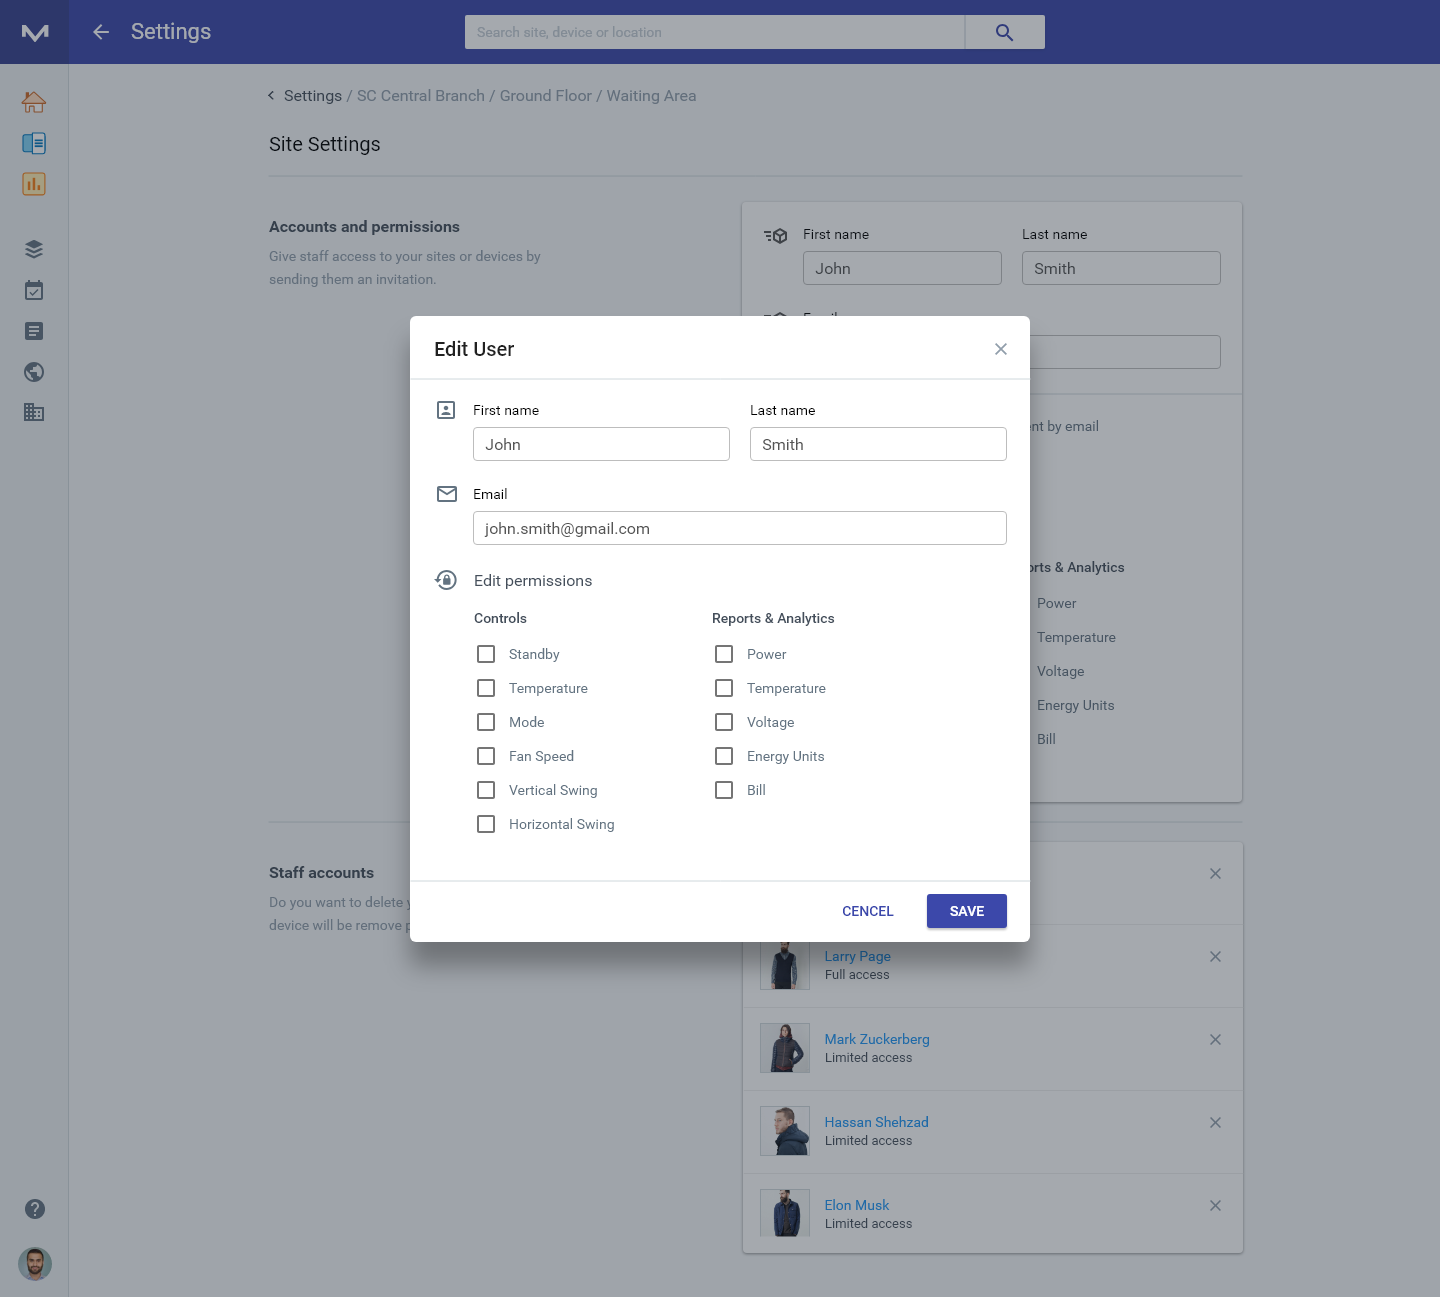 Settings
Search site, device or location
Settings / SC Central Branch / Ground Floor / Waiting Area
Site Settings
Accounts and permissions
Give staff access to your sites or devices by
sending them an invitation.
First name
Last name
John
Smith
Edit User
First name
Last name
John
Smith
Email
john.smith@gmail.com
Edit permissions
Controls
Reports & Analytics
Standby
Power
Temperature
Temperature
Mode
Voltage
Fan Speed
Energy Units
Vertical Swing
Bill
Horizontal Swing
CENCEL
SAVE
by email
& Analytics
Power
Temperature
Voltage
Energy Units
Bill
Staff accounts
Do you want to delete
device will be remove
Larry Page
Full access
Mark Zuckerberg
Limited access
Hassan Shehzad
Limited access
Elon Musk
Limited access